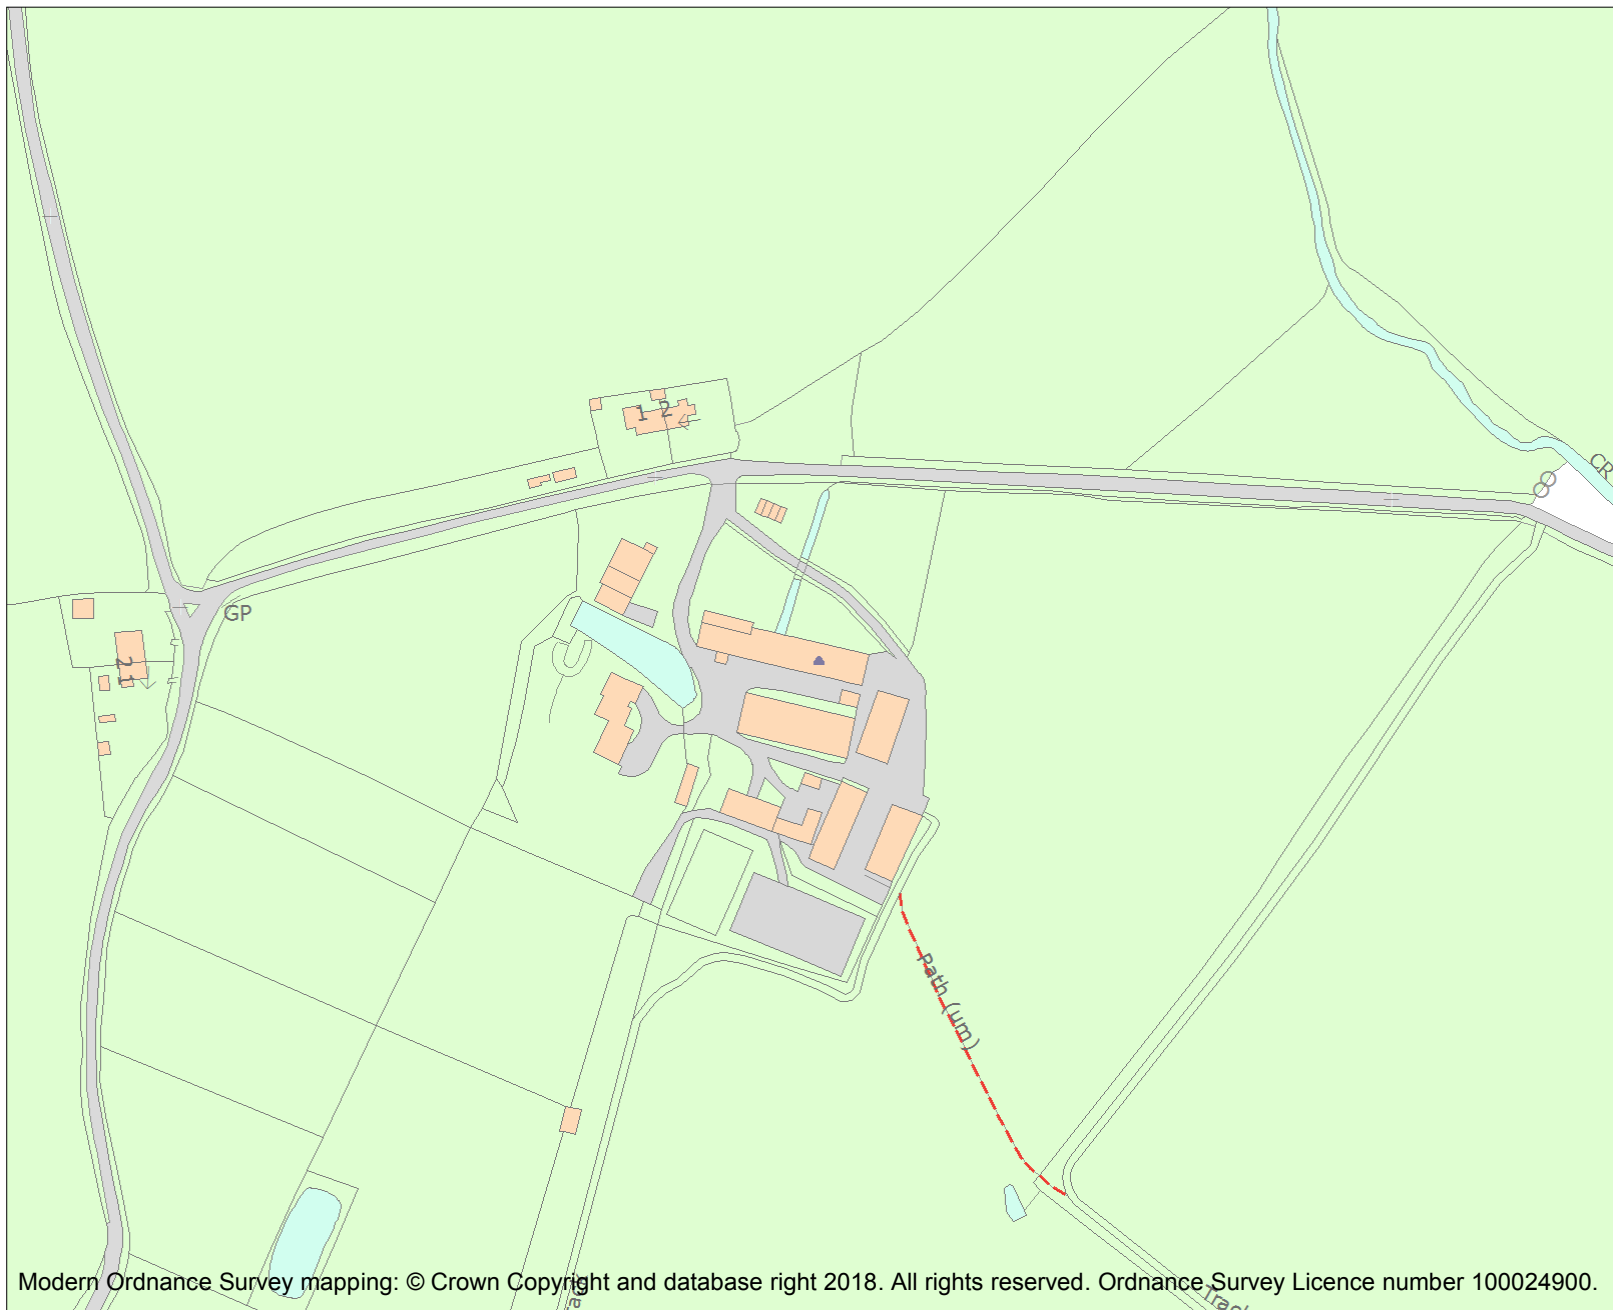 CR
1 2
GP
2 1
Path (um)
Track
Modern Ordnance Survey mapping: © Crown Copyright and database right 2018. All rights reserved. Ordnance Survey Licence number 100024900.